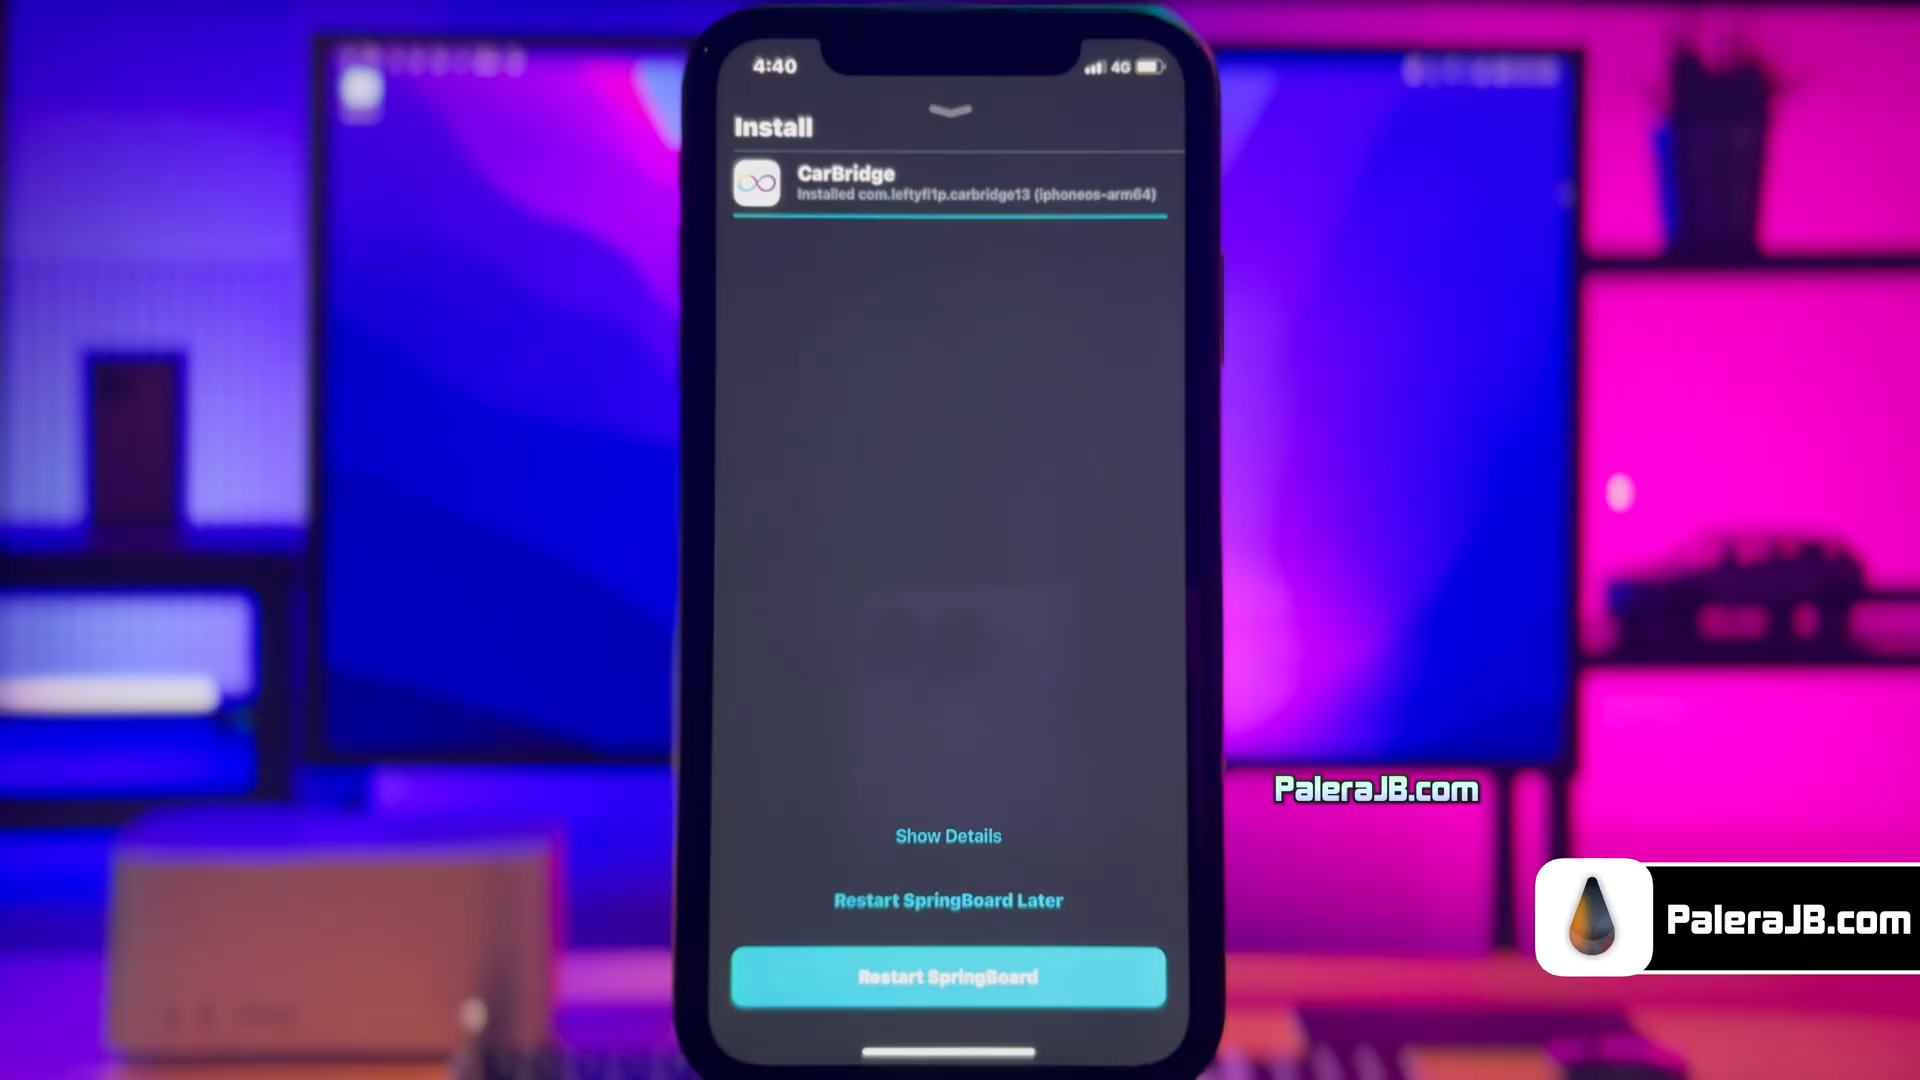 4:40
4G
Install
CarBridge
Installed com.leftyfl1p.carbridge13 (iphoneos-arm64)
Show Details
PaleraJB.com
Restart SpringBoard Later
PaleraJB.com
Restart SpringBoard